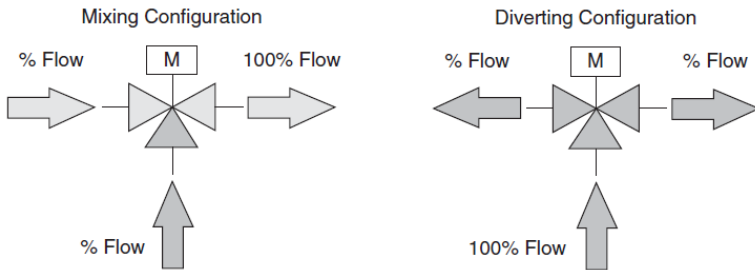 Mixing Configuration
% Flow
M
100% Flow
% Flow
Diverting Configuration
% Flow
M
% Flow
100% Flow